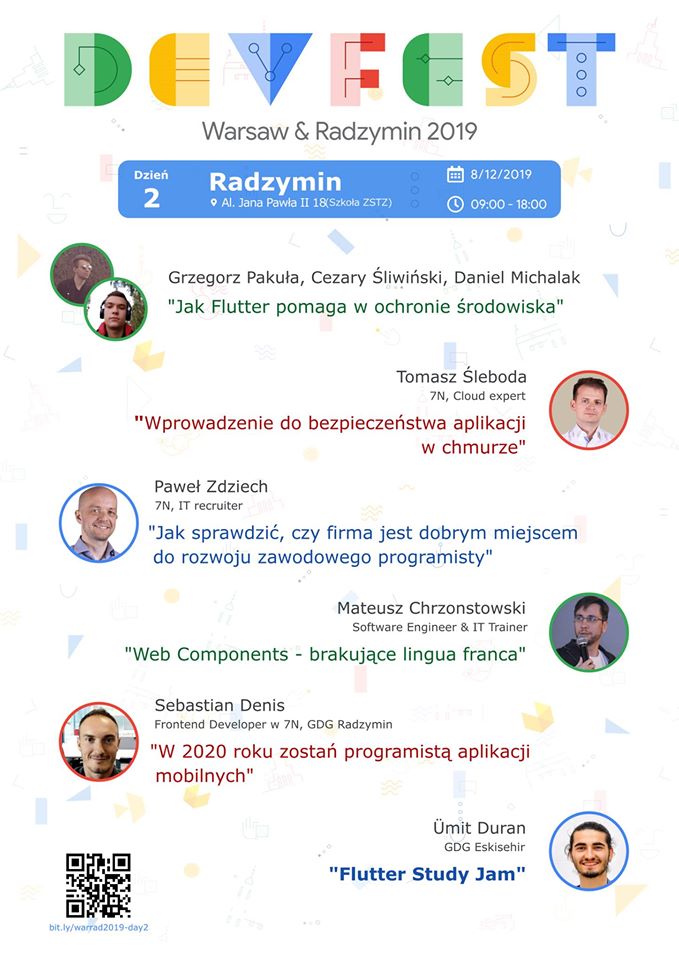 DEVFEST
Warsaw & Radzymin 2019
Dzień
2
Radzymin
Al. Jana Pawła II 18(Szkoła ZSTZ)
8/12/2019
09:00 - 18:00
Grzegorz Pakuła, Cezary Śliwiński, Daniel Michalak
"Jak Flutter pomaga w ochronie środowiska"
Tomasz Śleboda
7N, Cloud expert
"Wprowadzenie do bezpieczeństwa aplikacji
w chmurze"
Paweł Zdziech
7N, IT recruiter
"Jak sprawdzić, czy firma jest dobrym miejscem
do rozwoju zawodowego programisty"
Mateusz Chrzonstowski
Software Engineer & IT Trainer
"Web Components - brakujące lingua franca"
Sebastian Denis
Frontend Developer w 7N, GDG Radzymin
"W 2020 roku zostań programistą aplikacji
mobilnych"
Ümit Duran
GDG Eskisehir
"Flutter Study Jam"
bit.ly/warrad2019-day2